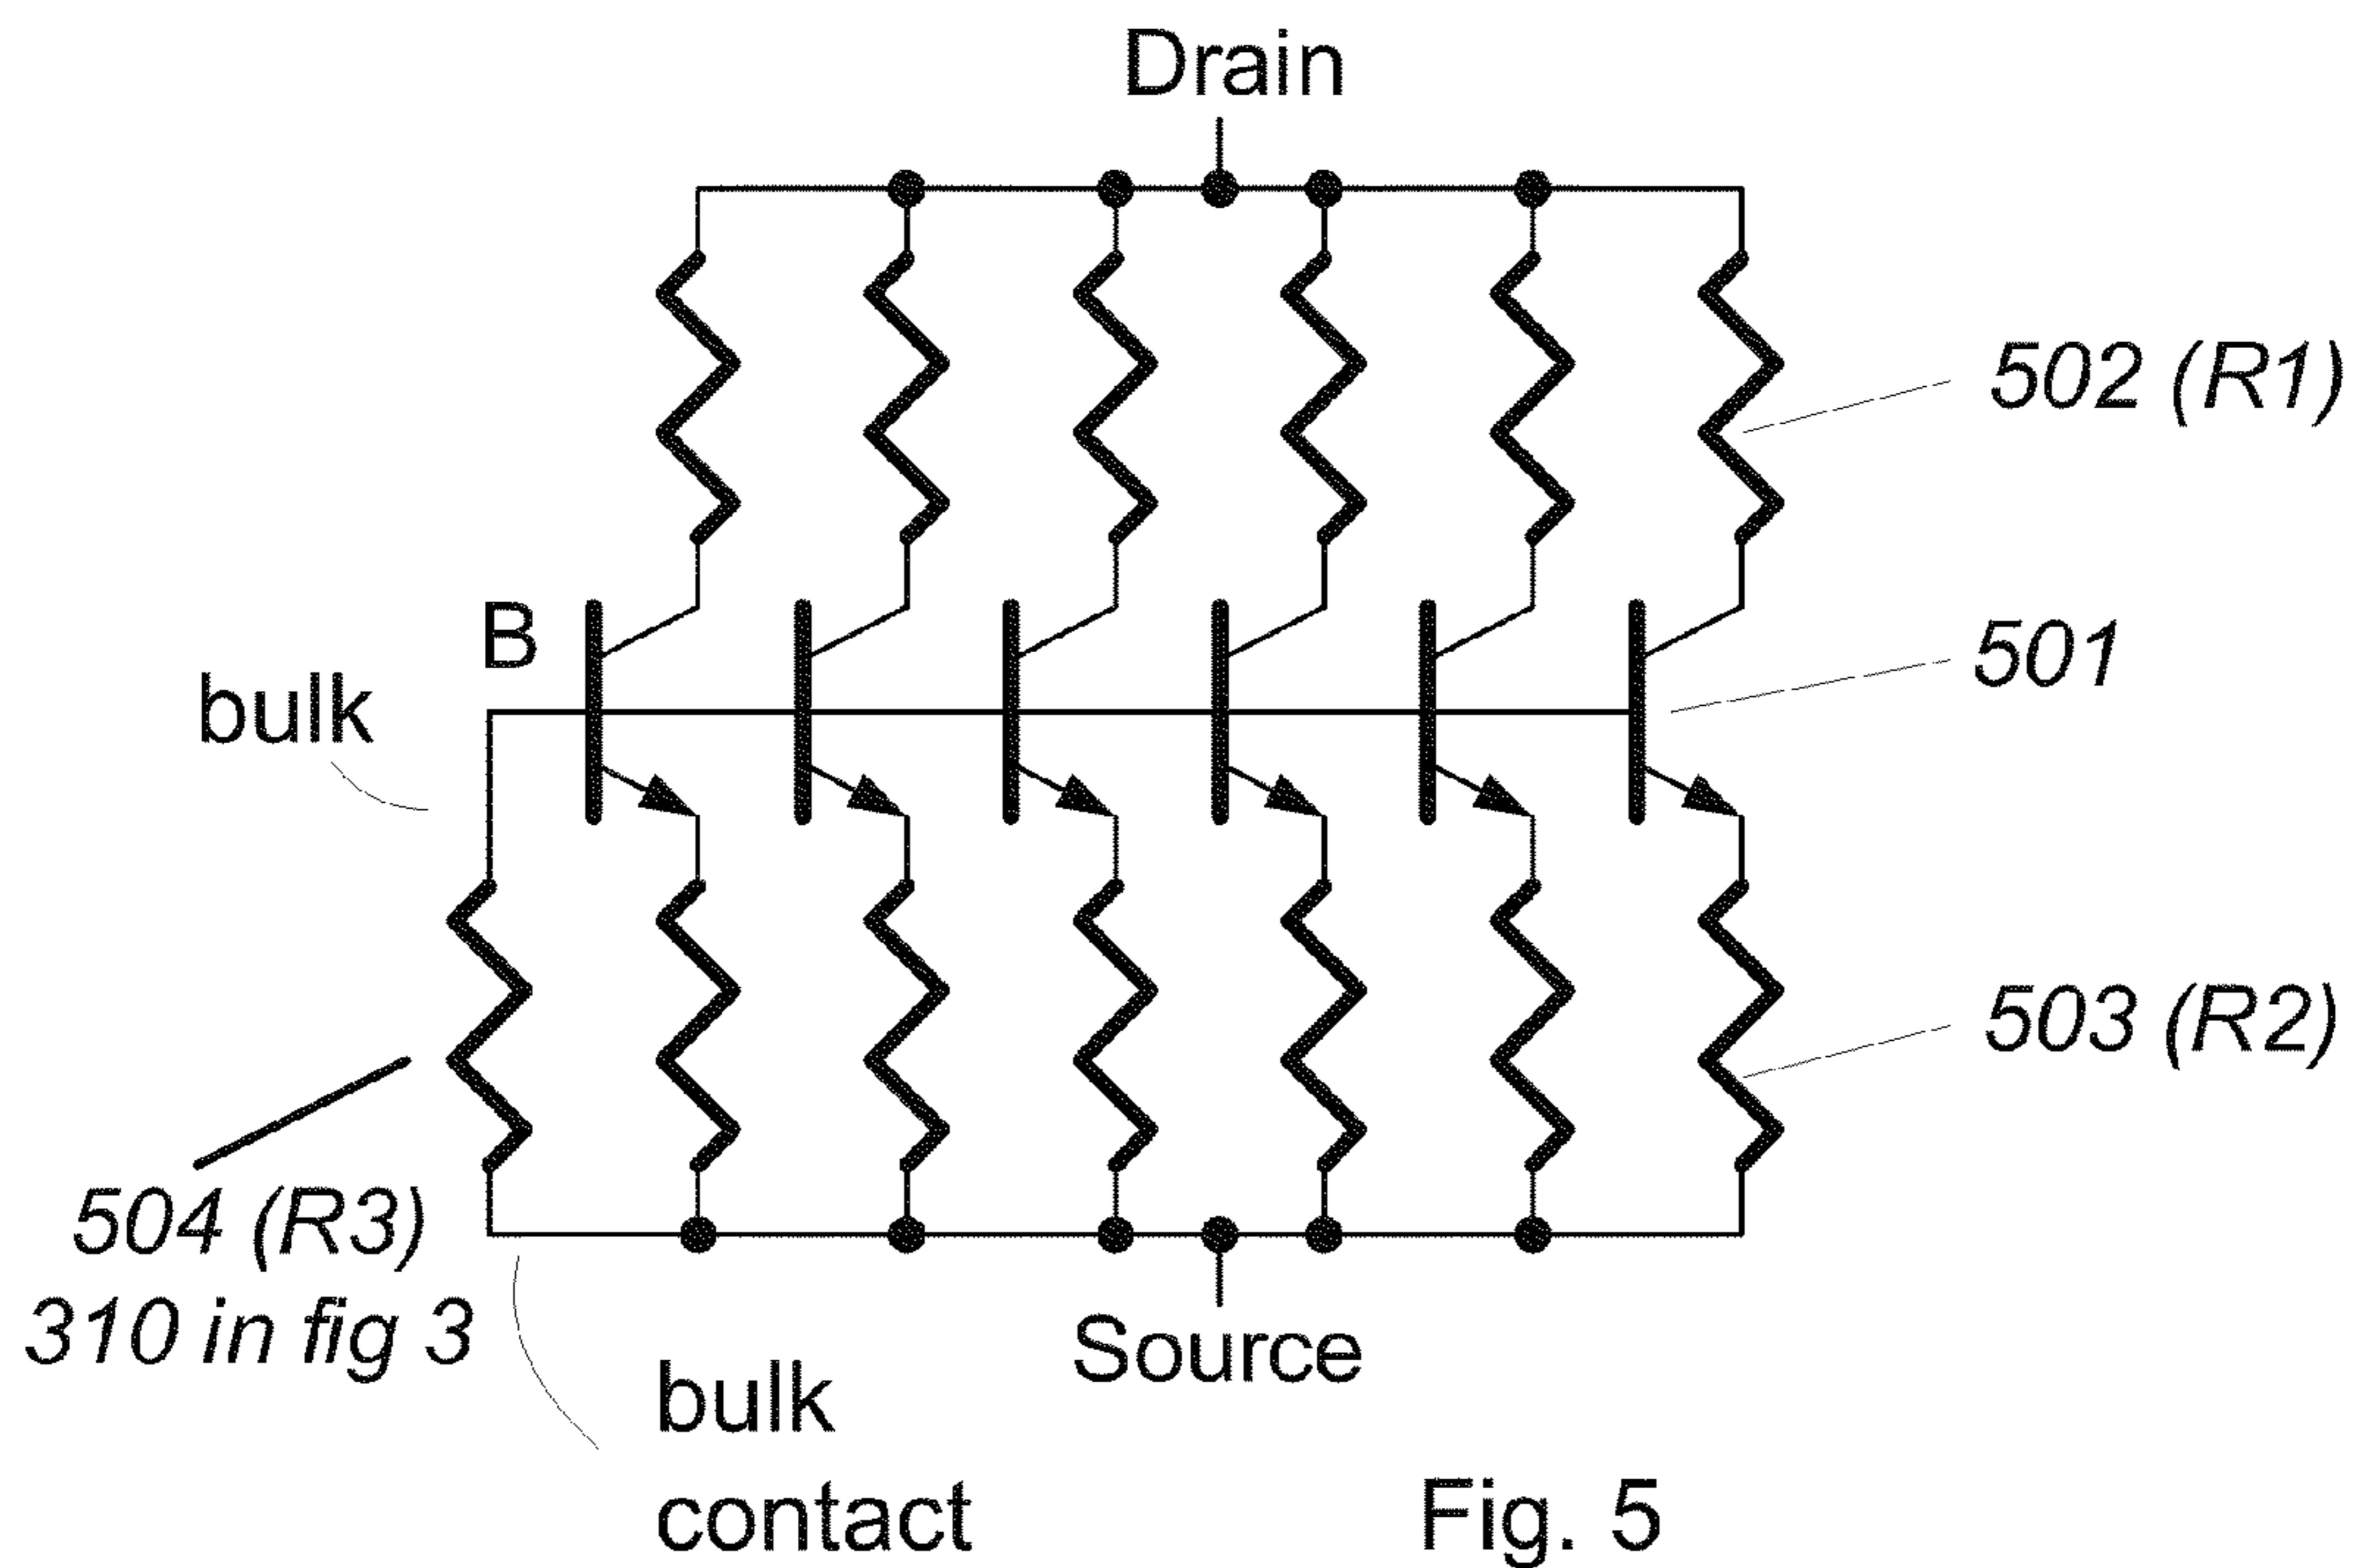 Drain
502 (R1)
B
501
bulk
503 (R2)
504 (R3)
310 in fig 3
Source
bulk
contact
Fig. 5